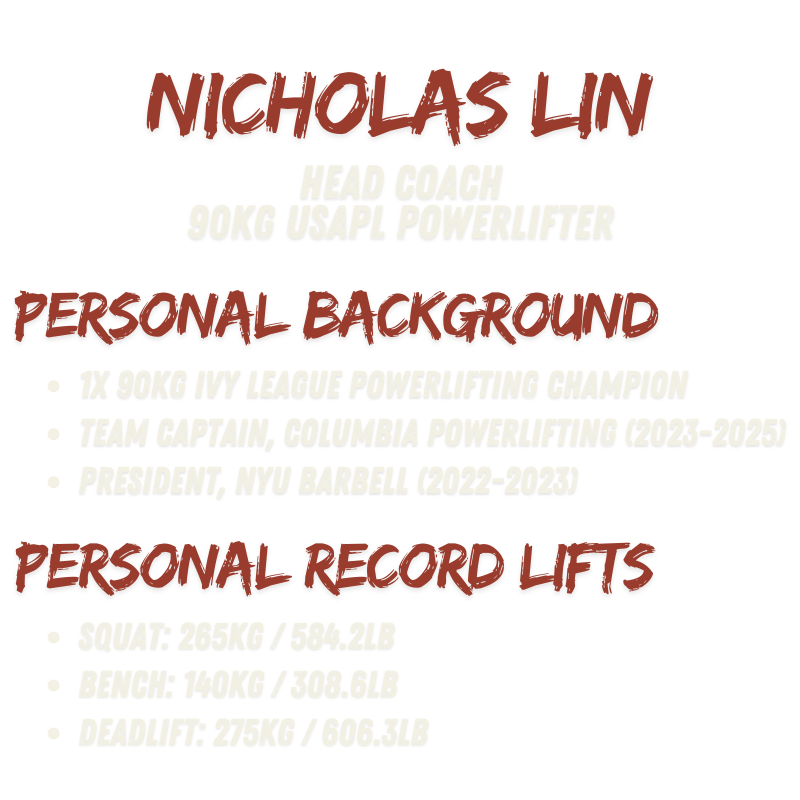 NICHOLAS LIN
HEAD COACH
90KG USAPL POWERLIFTER
PERSONAL BACKGROUND
• 1X 90KG IVY LEAGUE POWERLIFTING CHAMPION
• TEAM CAPTAIN, COLUMBIA POWERLIFTING (2023-2025)
• PRESIDENT, NYU BARBELL (2022-2023)
PERSONAL RECORD LIFTS
• SQUAT: 265KG / 584.2LB
• BENCH: 140KG / 308.6LB
• DEADLIFT: 275KG / 606.3LB